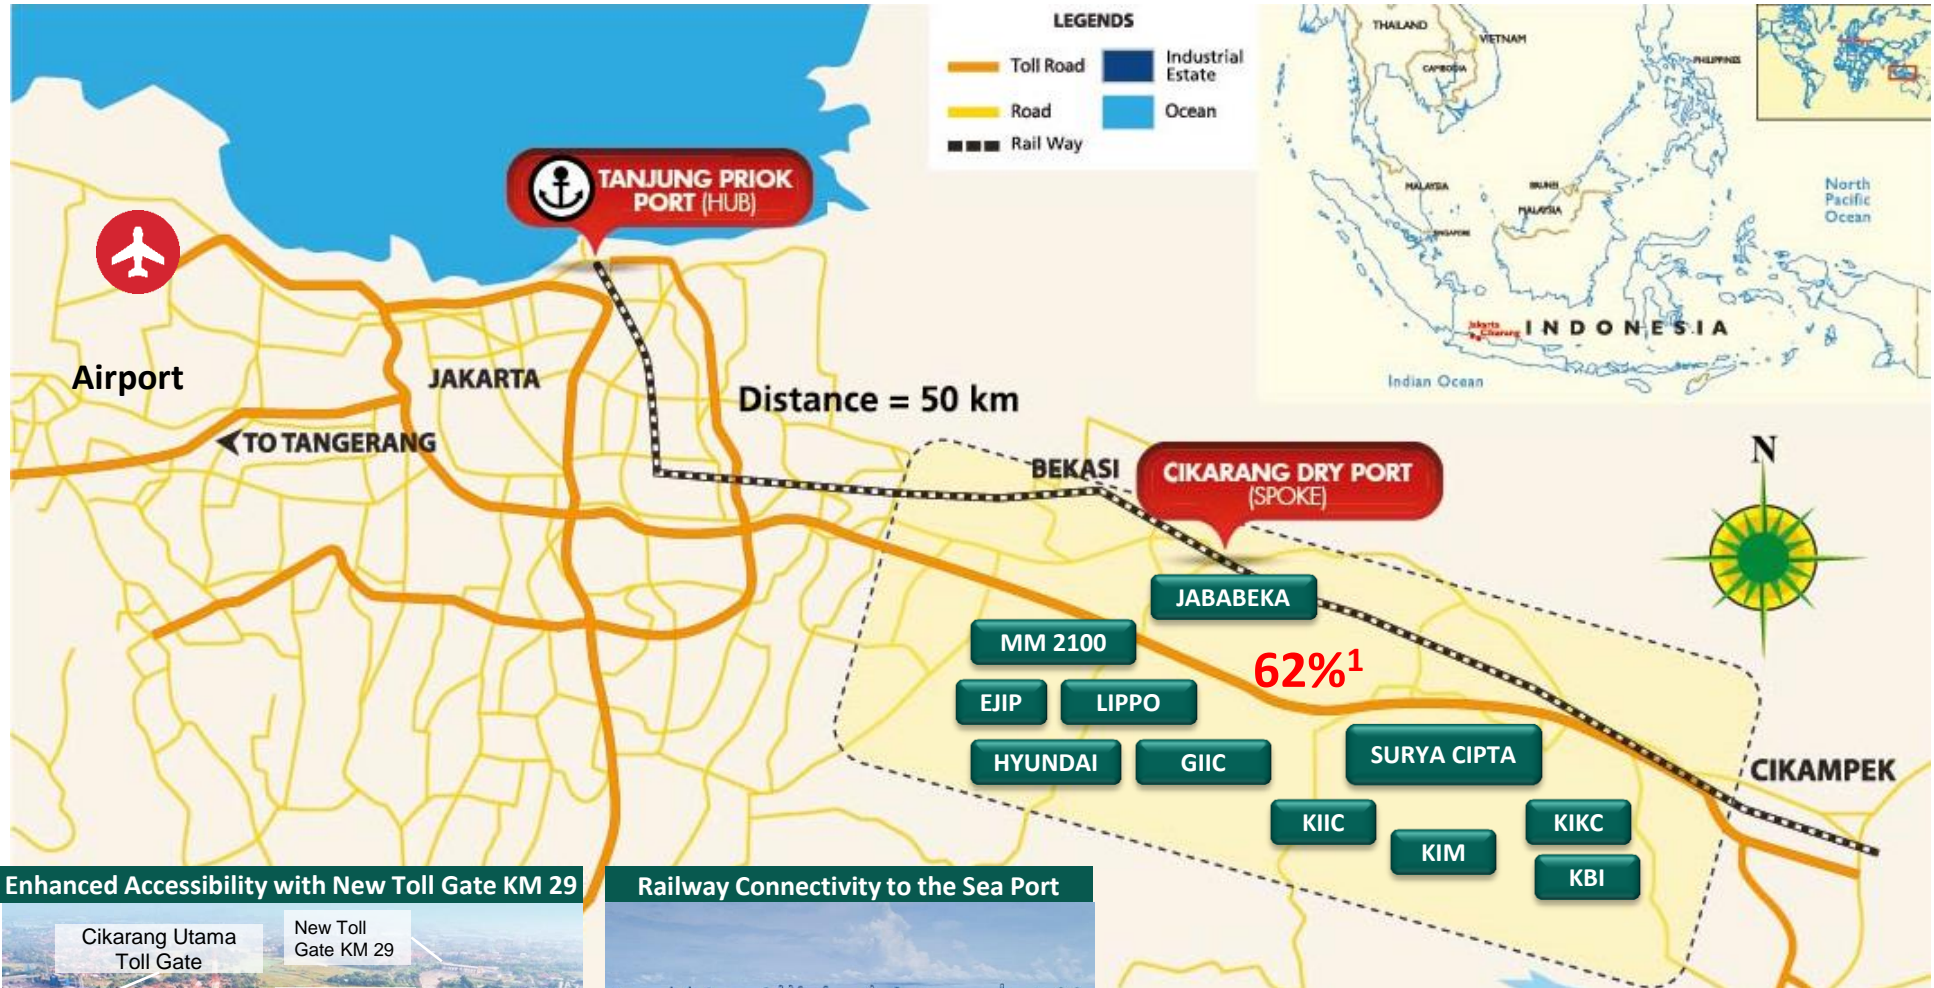 LEGENDS
Toll Road
Industrial
Estate
Road
Ocean
Rail Way
THAILAND
VIETNAM
CAMBODIA
PHILIPPINES
MALAYSIA
BRUNEI
MALAYSIA
SINGAPORE
North
Pacific
Ocean
Jakarta
Cikarang
INDONESIA
Indian Ocean
TANJUNG PRIOK
PORT (HUB)
Airport
JAKARTA
Distance = 50 km
TO TANGERANG
BEKASI
CIKARANG DRY PORT
(SPOKE)
N
JABABEKA
MM 2100
62%¹
EJIP
LIPPO
HYUNDAI
GIIC
SURYA CIPTA
CIKAMPEK
KIIC
KIKC
KIM
KBI
Enhanced Accessibility with New Toll Gate KM 29
Cikarang Utama
Toll Gate
New Toll
Gate KM 29
Railway Connectivity to the Sea Port